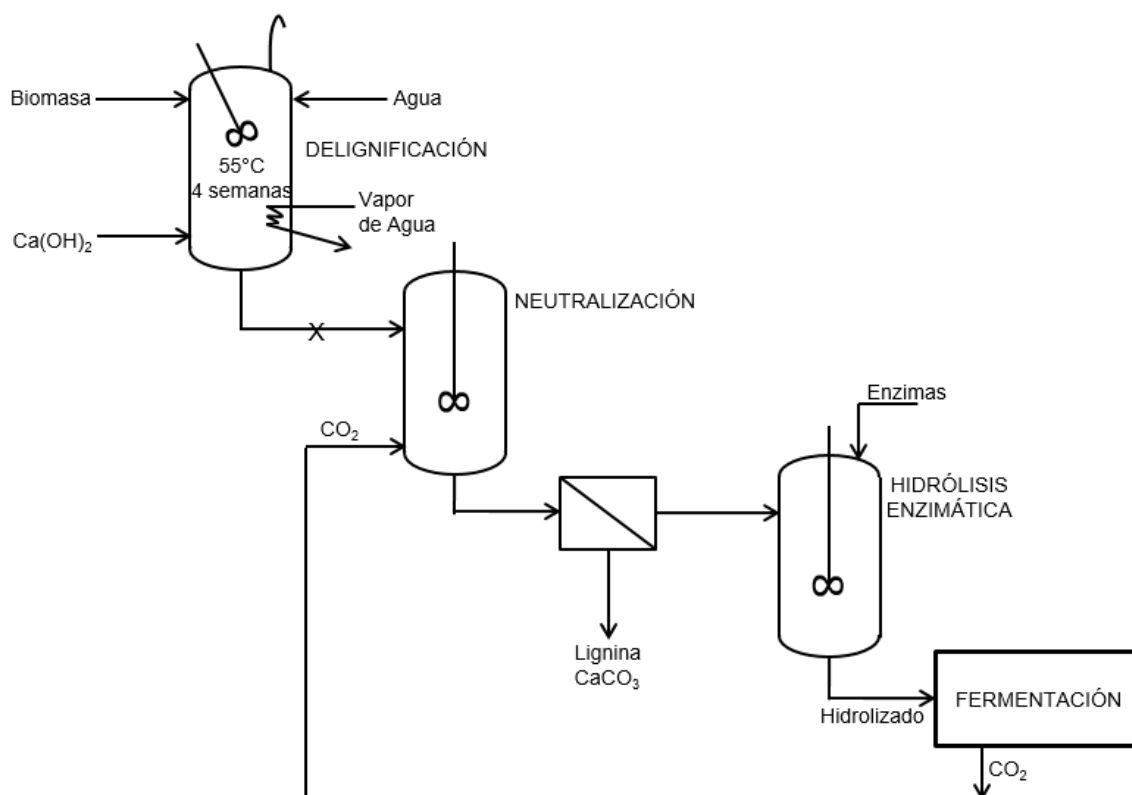 Biomasa
Agua
DELIGNIFICACIÓN
55°C
4 semanas
Vapor
de Agua
Ca(OH)₂
NEUTRALIZACIÓN
X
CO₂
Enzimas
HIDRÓLISIS
ENZIMÁTICA
Lignina
CaCO₃
Hidrolizado
FERMENTACIÓN
CO₂